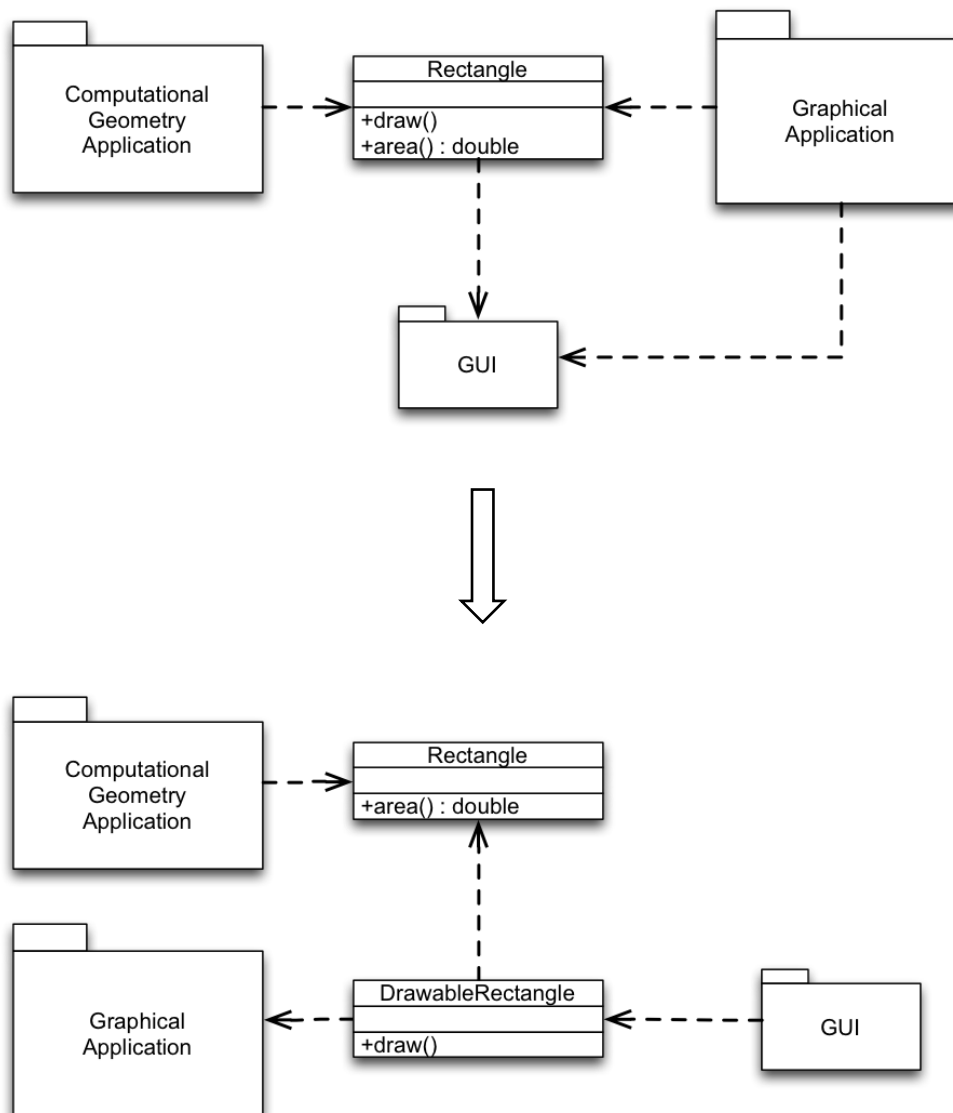 Computational
Geometry
Application
Rectangle
+draw()
+area() : double
Graphical
Application
GUI
Computational
Geometry
Application
Rectangle
+area() : double
Graphical
Application
DrawableRectangle
+draw()
GUI